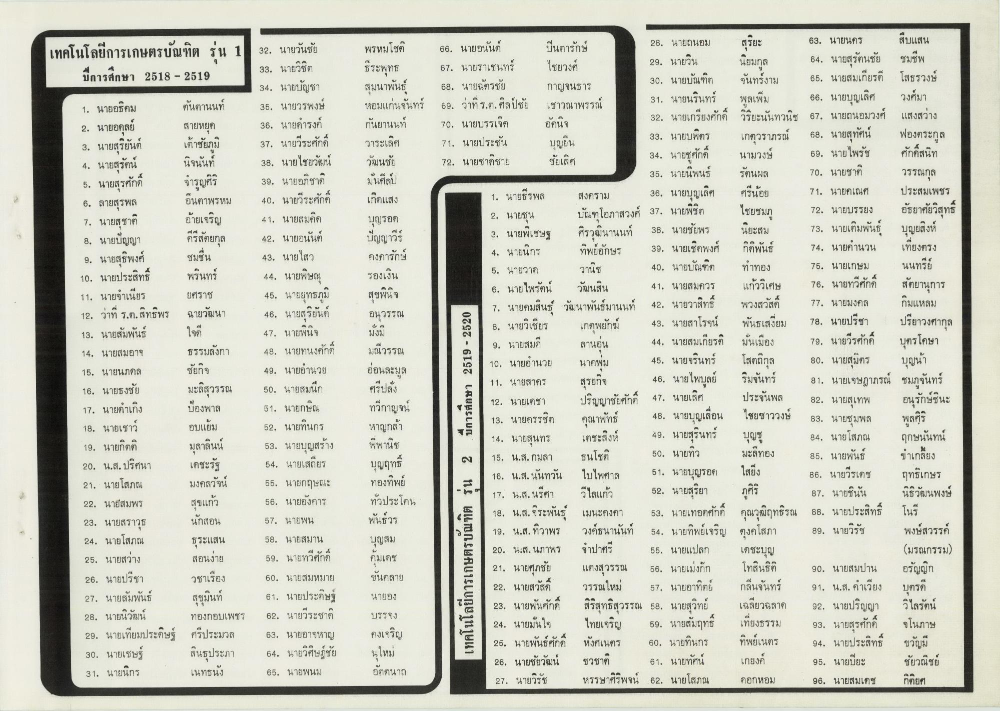 เทคโนโลยีการเกษตรบัณฑิต รุ่น 1
ปีการศึกษา 2518 - 2519
1. นายอธิคม ตันตานนท์
2. นายอดุลย์ สายหยุด
3. นายสุริยันต์ เต้าชัยภูมิ
4. นายสุรัตน์ นิจนันท์
5. นายสุรศักดิ์ จำรูญศิริ
6. ลายสุรพล อินตาพรหม
7. นายสุชาติ อ้ายเจริญ
8. นายปัญญา คีรีสัตยกุล
9. นายสุธิพงศ์ ชมชื่น
10. นายประสิทธิ์ พรินทร์
11. นายจำเนียร ยศราช
12. ว่าที่ ร.ต. สิทธิพร ฉายวัฒนา
13. นายสัมพันธ์ ใจดี
14. นายสมอาจ ธรรมลังกา
15. นายนภดล ชัยกิจ
16. นายธงชัย มะลิสุวรรณ
17. นายดำเกิง ป้องพาล
18. นายเชาว์ อบแย้ม
19. นายกิตติ มุลาลินน์
20. น.ส. ปริศนา เดชะรัฐ
21. นายโสภณ มงคลวัจน์
22. นายสมพร สุขแก้ว
23. นายสราวุธ นักสอน
24. นายโสภณ ธุระแสน
25. นายสว่าง สอนง่าย
26. นายปรีชา วชาเรือง
27. นายสัมพันธ์ สุขุมินท์
28. นายนิวัฒน์ ทองกอบเพชร
29. นายเทียมประดิษฐ์ ศรีประมวล
30. นายเชษฐ์ สินธุประภา
31. นายนิกร เนทธนัง
32. นายวันชัย พรหมโชติ
33. นายวิชิต ธีระพุทธ
34. นายบัญชา สุมนาพันธุ์
35. นายวรพงษ์ หอมแก่นจันทร์
36. นายดำรงค์ กันยานนท์
37. นายวีระศักดิ์ วาระเลิศ
38. นายไชยวัฒน์ วัฒนชัย
39. นายอภิชาติ มั่นศีลป์
40. นายวีระศักดิ์ เกิดแสง
41. นายสมคิด บุญรอด
42. นายอนันต์ ปัญญาวีร์
43. นายไสว คงคารักษ์
44. นายพิษณุ รองเงิน
45. นายยุทธภูมิ สุขพินิจ
46. นายสุริยันต์ อนุวรรณ
47. นายพินิจ มั่งมี
48. นายทนงศักดิ์ มณีวรรณ
49. นายอำนวย อ่อนละมูล
50. นายสมนึก ศรีปลั่ง
51. นายกษิณ ทวีกาญจน์
52. นายทินกร หาญกล้า
53. นายบุญสร้าง พี่พานิช
54. นายเสถียร บุญฤทธิ์
55. นายกฤษณะ ทองทิพย์
56. นายอังคาร ทั่วประโคน
57. นายพน พันธ์วร
58. นายสมาน บุญสม
59. นายทวีศักดิ์ คุ้มเดช
60. นายสมหมาย ขันคลาย
61. นายประดิษฐ์ นายอง
62. นายวีระชาติ บรรจง
63. นายอาจหาญ คงเจริญ
64. นายวิศิษฎ์ชัย นุใหม่
65. นายพนม อัตตนาถ
66. นายอนันต์ ปินตารักษ์
67. นายราเชนทร์ ไชยวงศ์
68. นายฉัตรชัย กาญจนธาร
69. ว่าที่ ร.ต. ศิลป์ชัย เชาวณาพรรณ์
70. นายบรรเจิด อัคนิจ
71. นายประชัน บุญยืน
72. นายชาติชาย ชัยเลิศ
เทคโนโลยีการเกษตรบัณฑิต รุ่น 2 ปีการศึกษา 2519 - 2520
1. นายธีรพล สงคราม
2. นายชุน บัณฑุโอภาสวงศ์
3. นายพิเชษฐ ศิรวุฒินานนท์
4. นายนิกร ทิพย์อักษร
5. นายวาด วานิช
6. นายไพรัตน์ วัฒนสิน
7. นายคมสินธุ์ วัฒนาพันธ์มานนท์
8. นายวิเชียร เกตุพยักฆ์
9. นายสมดี ลานอุ่น
10. นายอำนวย นาคพุ่ม
11. นายสาคร สุรยกิจ
12. นายเดชา ปริญญาชัยศักดิ์
13. นายครรชิต คุณาพัทธ์
14. นายสุนทร เตชะสิงห์
15. น.ส. กมลา ธนโชติ
16. น.ส. นันทวัน ใบไพศาล
17. น.ส. นรีศา วิไลแก้ว
18. น.ส. จิระพันธุ์ เมนะคงคา
19. น.ส. ทิวาพร วงค์ธนานันท์
20. น.ส. นภาพร จำปาศรี
21. นายศุภชัย แดงสุวรรณ
22. นายสวัสดิ์ วรรณใหม่
23. นายพันศักดิ์ สิริสุทธิสุวรรณ
24. นายมั่นใจ ไทยเจริญ
25. นายพันธ์ศักดิ์ หังศเนตร
26. นายชัยวัฒน์ ชวชาติ
27. นายวิรัช หรรษาศิริพจน์
28. นายถนอม สุริยะ
29. นายวิน นิยมกูล
30. นายบัณฑิต จันทร์งาม
31. นายนรินทร์ พูลเพิ่ม
32. นายเกรียงศักดิ์ วิริยะนันทวนิช
33. นายบพิตร เกตุวราภรณ์
34. นายชูศักดิ์ นามวงษ์
35. นายนิพนธ์ รัตนผล
36. นายบุญเลิศ ศรีน้อย
37. นายพิชิต ไชยชมภู
38. นายชัยพร นิยะสม
39. นายเชิดพงศ์ กิติพันธ์
40. นายบัณฑิต ทำทอง
41. นายสมควร แก้ววิเศษ
42. นายวาสิทธิ์ พวงสวัสดิ์
43. นายสาโรจน์ พันธเสงี่ยม
44. นายสมเกียรติ มั่นเมือง
45. นายจรินทร์ โสตถิกุล
46. นายไพบูลย์ ริมจันทร์
47. นายเลิศ ประจันพล
48. นายบุญเลื่อน ไชยชาววงษ์
49. นายสุรินทร์ บุญชู
50. นายทิว มะลีทอง
51. นายบุญรอด ใสยิ่ง
52. นายสุริยา ภูศิริ
53. นายเทอดศักดิ์ คุณวุฒิฤทธิรณ
54. นายทิพย์เจริญ ตุงคโสภา
55. นายแปลก เดชะบุญ
56. นายเม่งก๊ก โทสินธิติ
57. นายอาทิตย์ กลีนจันทร์
58. นายสุวิทย์ เฉลียวฉลาด
59. นายสัมฤทธิ์ เที่ยงธรรม
60. นายทินกร ทิพย์เนตร
61. นายทัศน์ เกยงค์
62. นายโสภณ ดอกหอม
63. นายนคร สืบแสน
64. นายสุรัตนชัย ชมชีพ
65. นายสมเกียรติ โสธรวงษ์
66. นายบุญเลิศ วงศ์มา
67. นายถนอมวงศ์ แสงสว่าง
68. นายสุทัศน์ ฟองตระกูล
69. นายไพรัช ศักดิ์สนิท
70. นายชาติ วรรณกุล
71. นายคเณศ ประสมเพชร
72. นายบรรยง อัธยาศัยวิสุทธิ์
73. นายเติมพันธุ์ บุญยสิงห์
74. นายคำนวน เที่ยงตรง
75. นายเกษม นนทรีย์
76. นายทวีศักดิ์ สัตยานุการ
77. นายมงคล กิมแหลม
78. นายปรีชา ปรียาวงศากุล
79. นายวีรศักดิ์ บุตรโคษา
80. นายสุมิตร บุญน้า
81. นายเจษฎาภรณ์ ชมภูจันทร์
82. นายสุเทพ อนุรักษ์ชินะ
83. นายชุมพล พูลศิริ
84. นายโสภณ ฤกษนันทน์
85. นายพันธ์ ขำเกลี้ยง
86. นายวีรเดช ฤทธิเกษร
87. นายชินัน นิธิวัฒนพงษ์
88. นายประสิทธิ์ โนรี
89. นายวิรัช พงษ์สวรรค์
(มรณกรรม)
90. นายสมปาน อรัญญิก
91. น.ส. คำเวียง บุตรดี
92. นายปริญญา วิไลรัตน์
93. นายสุรศักดิ์ จโนภาษ
94. นายประสิทธิ์ ขวัญมี
95. นายปิยะ ชัยวณิชย์
96. นายสมเดช กิติยศ